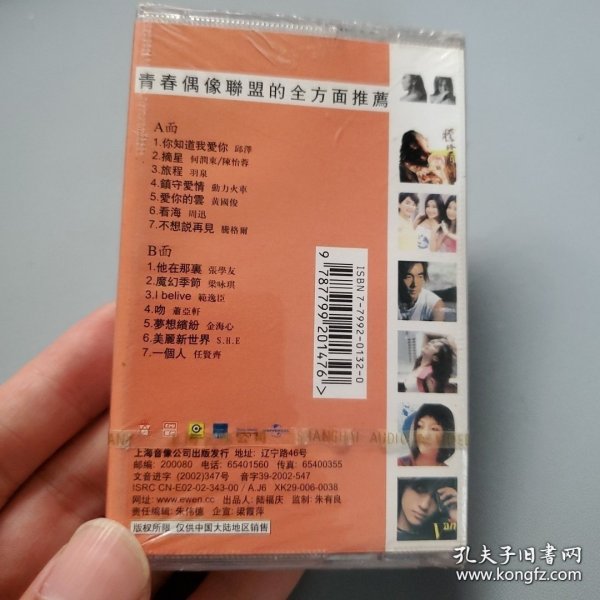 青春偶像聯盟的全方面推薦
A面
1.你知道我愛你 邱澤
2.摘星 何潤東/陳怡蓉
3.旅程 羽泉
4.鎮守愛情 動力火車
5.愛你的雲 黃國俊
6.看海 周迅
7.不想說再見 騰格爾
B面
1.他在那裏 張學友
2.魔幻季節 梁咏琪
3.I belive 範逸臣
4.吻 蕭亞軒
5.夢想繽紛 金海心
6.美麗新世界 S.H.E
7.一個人 任賢齊
ISBN 7-7992-0132-0
9 787799 201476 >
SHANGHAI AUDIO
上海音像公司出版发行 地址: 辽宁路46号
邮编: 200080 电话: 65401560 传真: 65400355
文音进字 (2002)347号 音字39-2002-547
ISRC CN-E02-02-343-00 / A.J6 XK29-006-0038
网址: www.ewen.cc 出品人: 陆福庆 监制: 朱有良
责任编辑: 朱伟德 企宣: 梁霞萍
版权所限 仅供中国大陆地区销售
孔夫子旧书网
www.kongfz.com